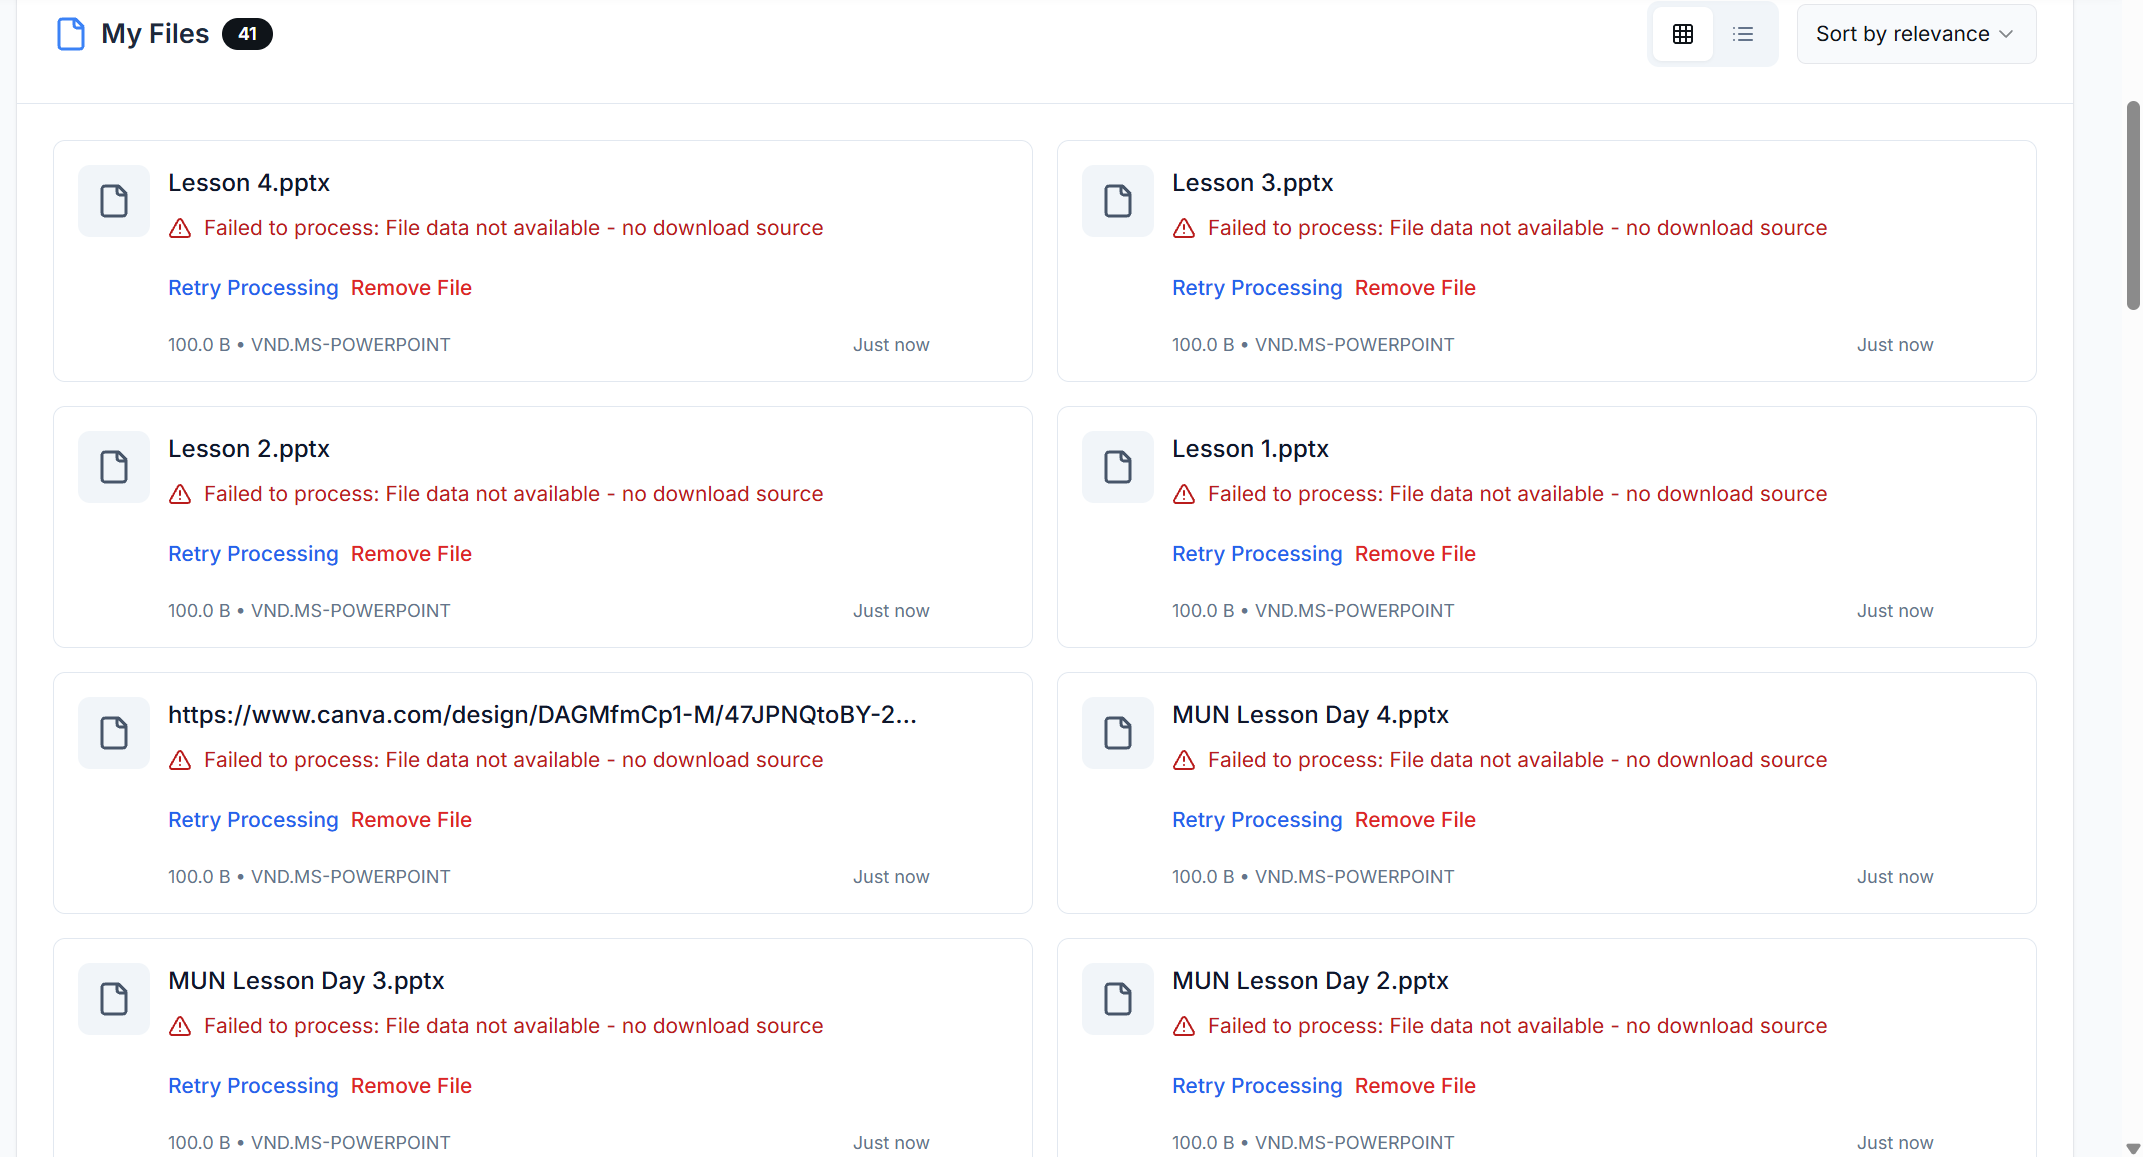 My Files 41
Sort by relevance
Lesson 4.pptx
Failed to process: File data not available - no download source
Retry Processing Remove File
100.0 B • VND.MS-POWERPOINT Just now
Lesson 3.pptx
Failed to process: File data not available - no download source
Retry Processing Remove File
100.0 B • VND.MS-POWERPOINT Just now
Lesson 2.pptx
Failed to process: File data not available - no download source
Retry Processing Remove File
100.0 B • VND.MS-POWERPOINT Just now
Lesson 1.pptx
Failed to process: File data not available - no download source
Retry Processing Remove File
100.0 B • VND.MS-POWERPOINT Just now
https://www.canva.com/design/DAGMfmCp1-M/47JPNQtoBY-2...
Failed to process: File data not available - no download source
Retry Processing Remove File
100.0 B • VND.MS-POWERPOINT Just now
MUN Lesson Day 4.pptx
Failed to process: File data not available - no download source
Retry Processing Remove File
100.0 B • VND.MS-POWERPOINT Just now
MUN Lesson Day 3.pptx
Failed to process: File data not available - no download source
Retry Processing Remove File
100.0 B • VND.MS-POWERPOINT Just now
MUN Lesson Day 2.pptx
Failed to process: File data not available - no download source
Retry Processing Remove File
100.0 B • VND.MS-POWERPOINT Just now